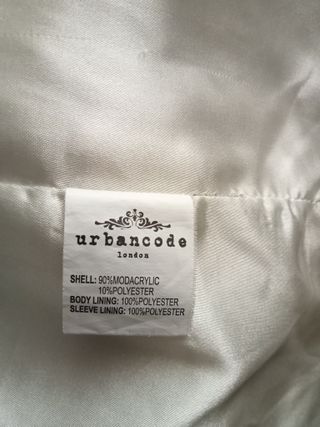 urbancode
london
SHELL: 90%MODACRYLIC
10%POLYESTER
BODY LINING: 100%POLYESTER
SLEEVE LINING: 100%POLYESTER